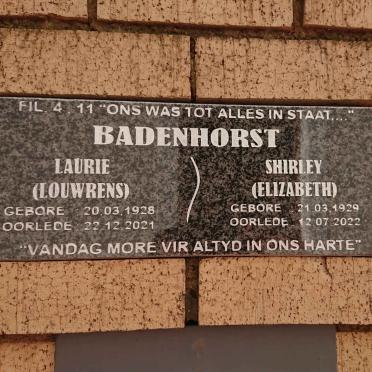 FIL. 4 : 11 "ONS WAS TOT ALLES IN STAAT...."
BADENHORST
LAURIE
(LOUWRENS)
GEBORE 20.03.1928
OORLEDE 22.12.2021
SHIRLEY
(ELIZABETH)
GEBORE 21.03.1929
OORLEDE 12.07.2022
"VANDAG MORE VIR ALTYD IN ONS HARTE"